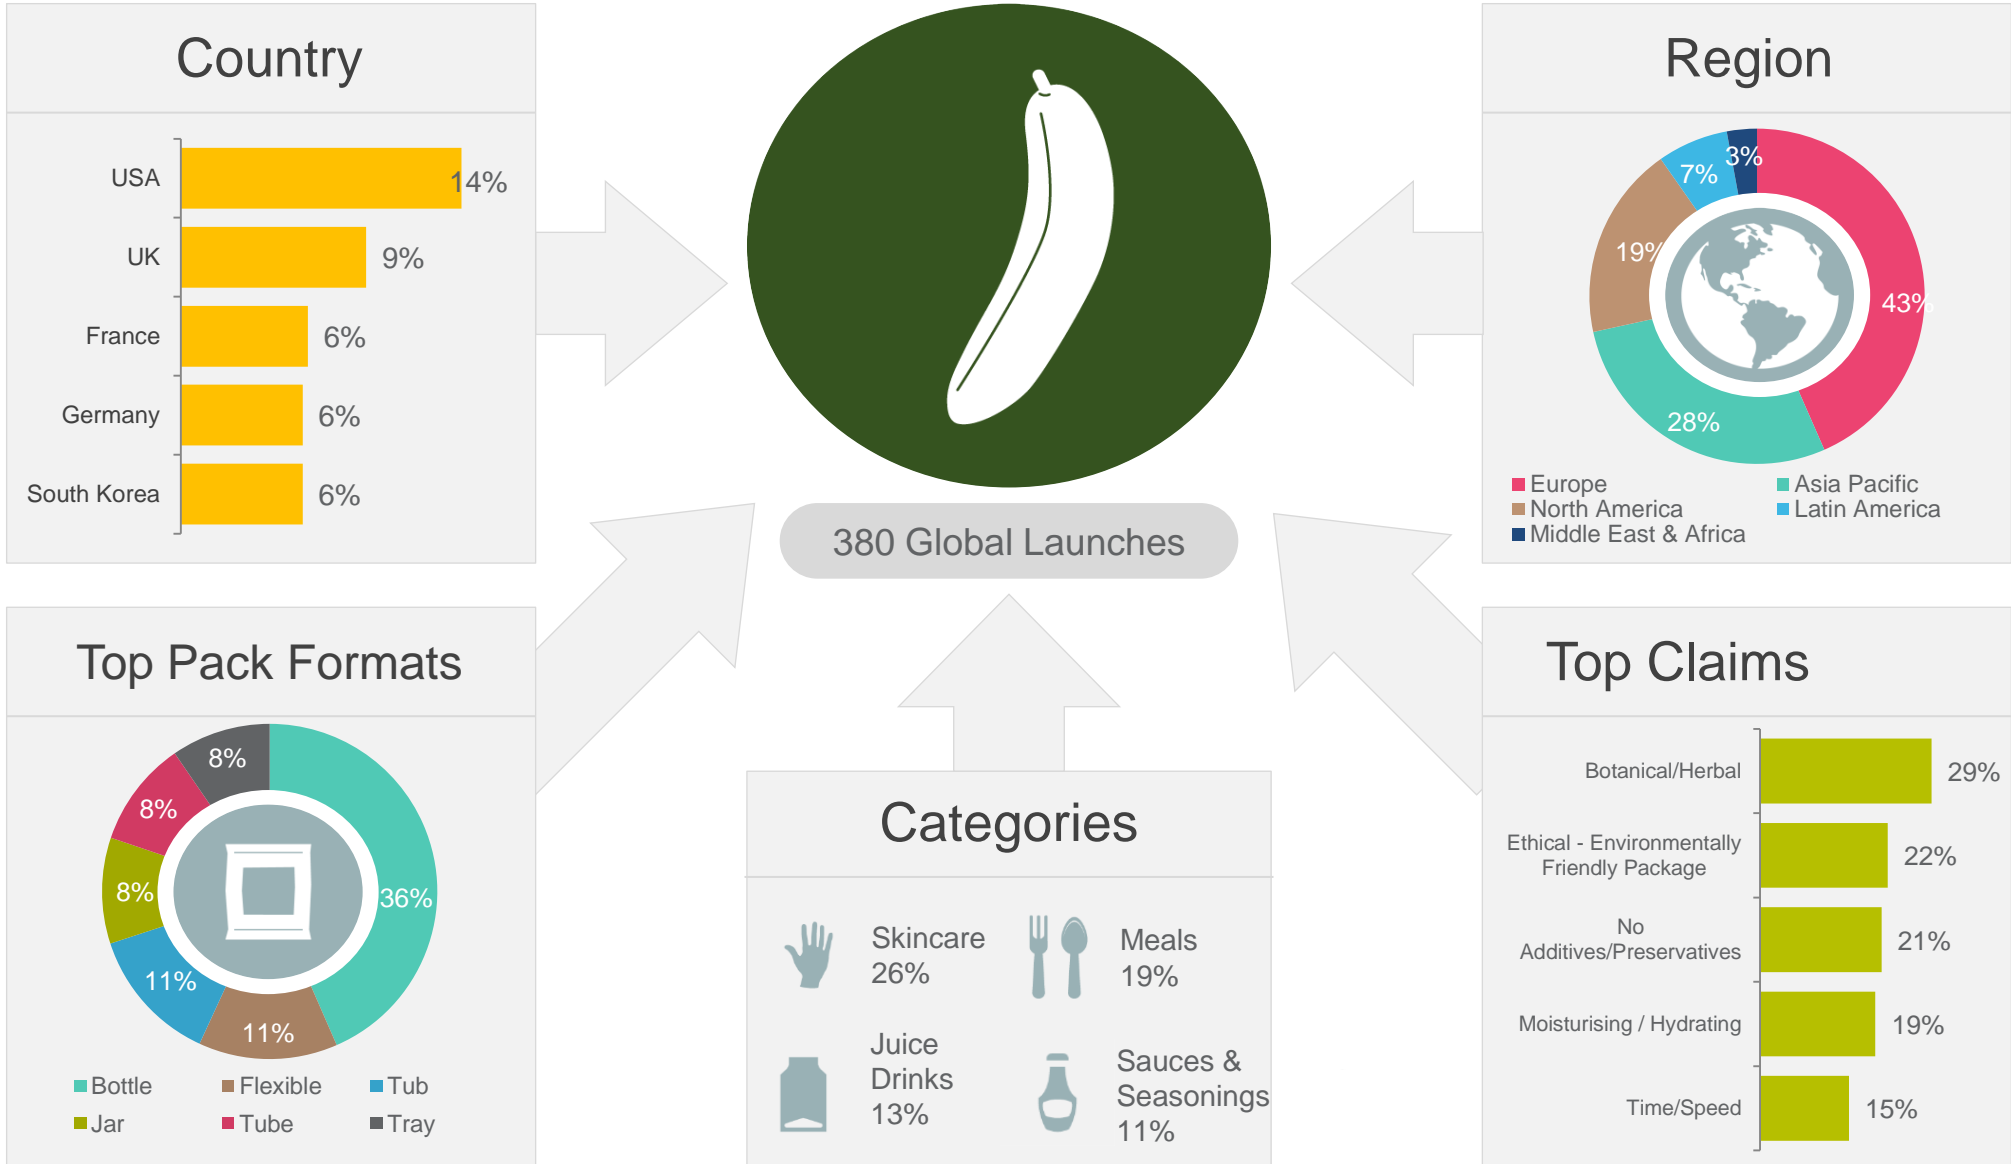 Country
USA
14%
UK
9%
France
6%
Germany
6%
South Korea
6%
380 Global Launches
Region
3%
7%
19%
43%
28%
Europe
Asia Pacific
North America
Latin America
Middle East & Africa
Top Pack Formats
8%
8%
8%
36%
11%
11%
Bottle
Flexible
Tub
Jar
Tube
Tray
Categories
Skincare
26%
Meals
19%
Juice
Drinks
13%
Sauces &
Seasonings
11%
Top Claims
Botanical/Herbal
29%
Ethical - Environmentally
Friendly Package
22%
No
Additives/Preservatives
21%
Moisturising / Hydrating
19%
Time/Speed
15%